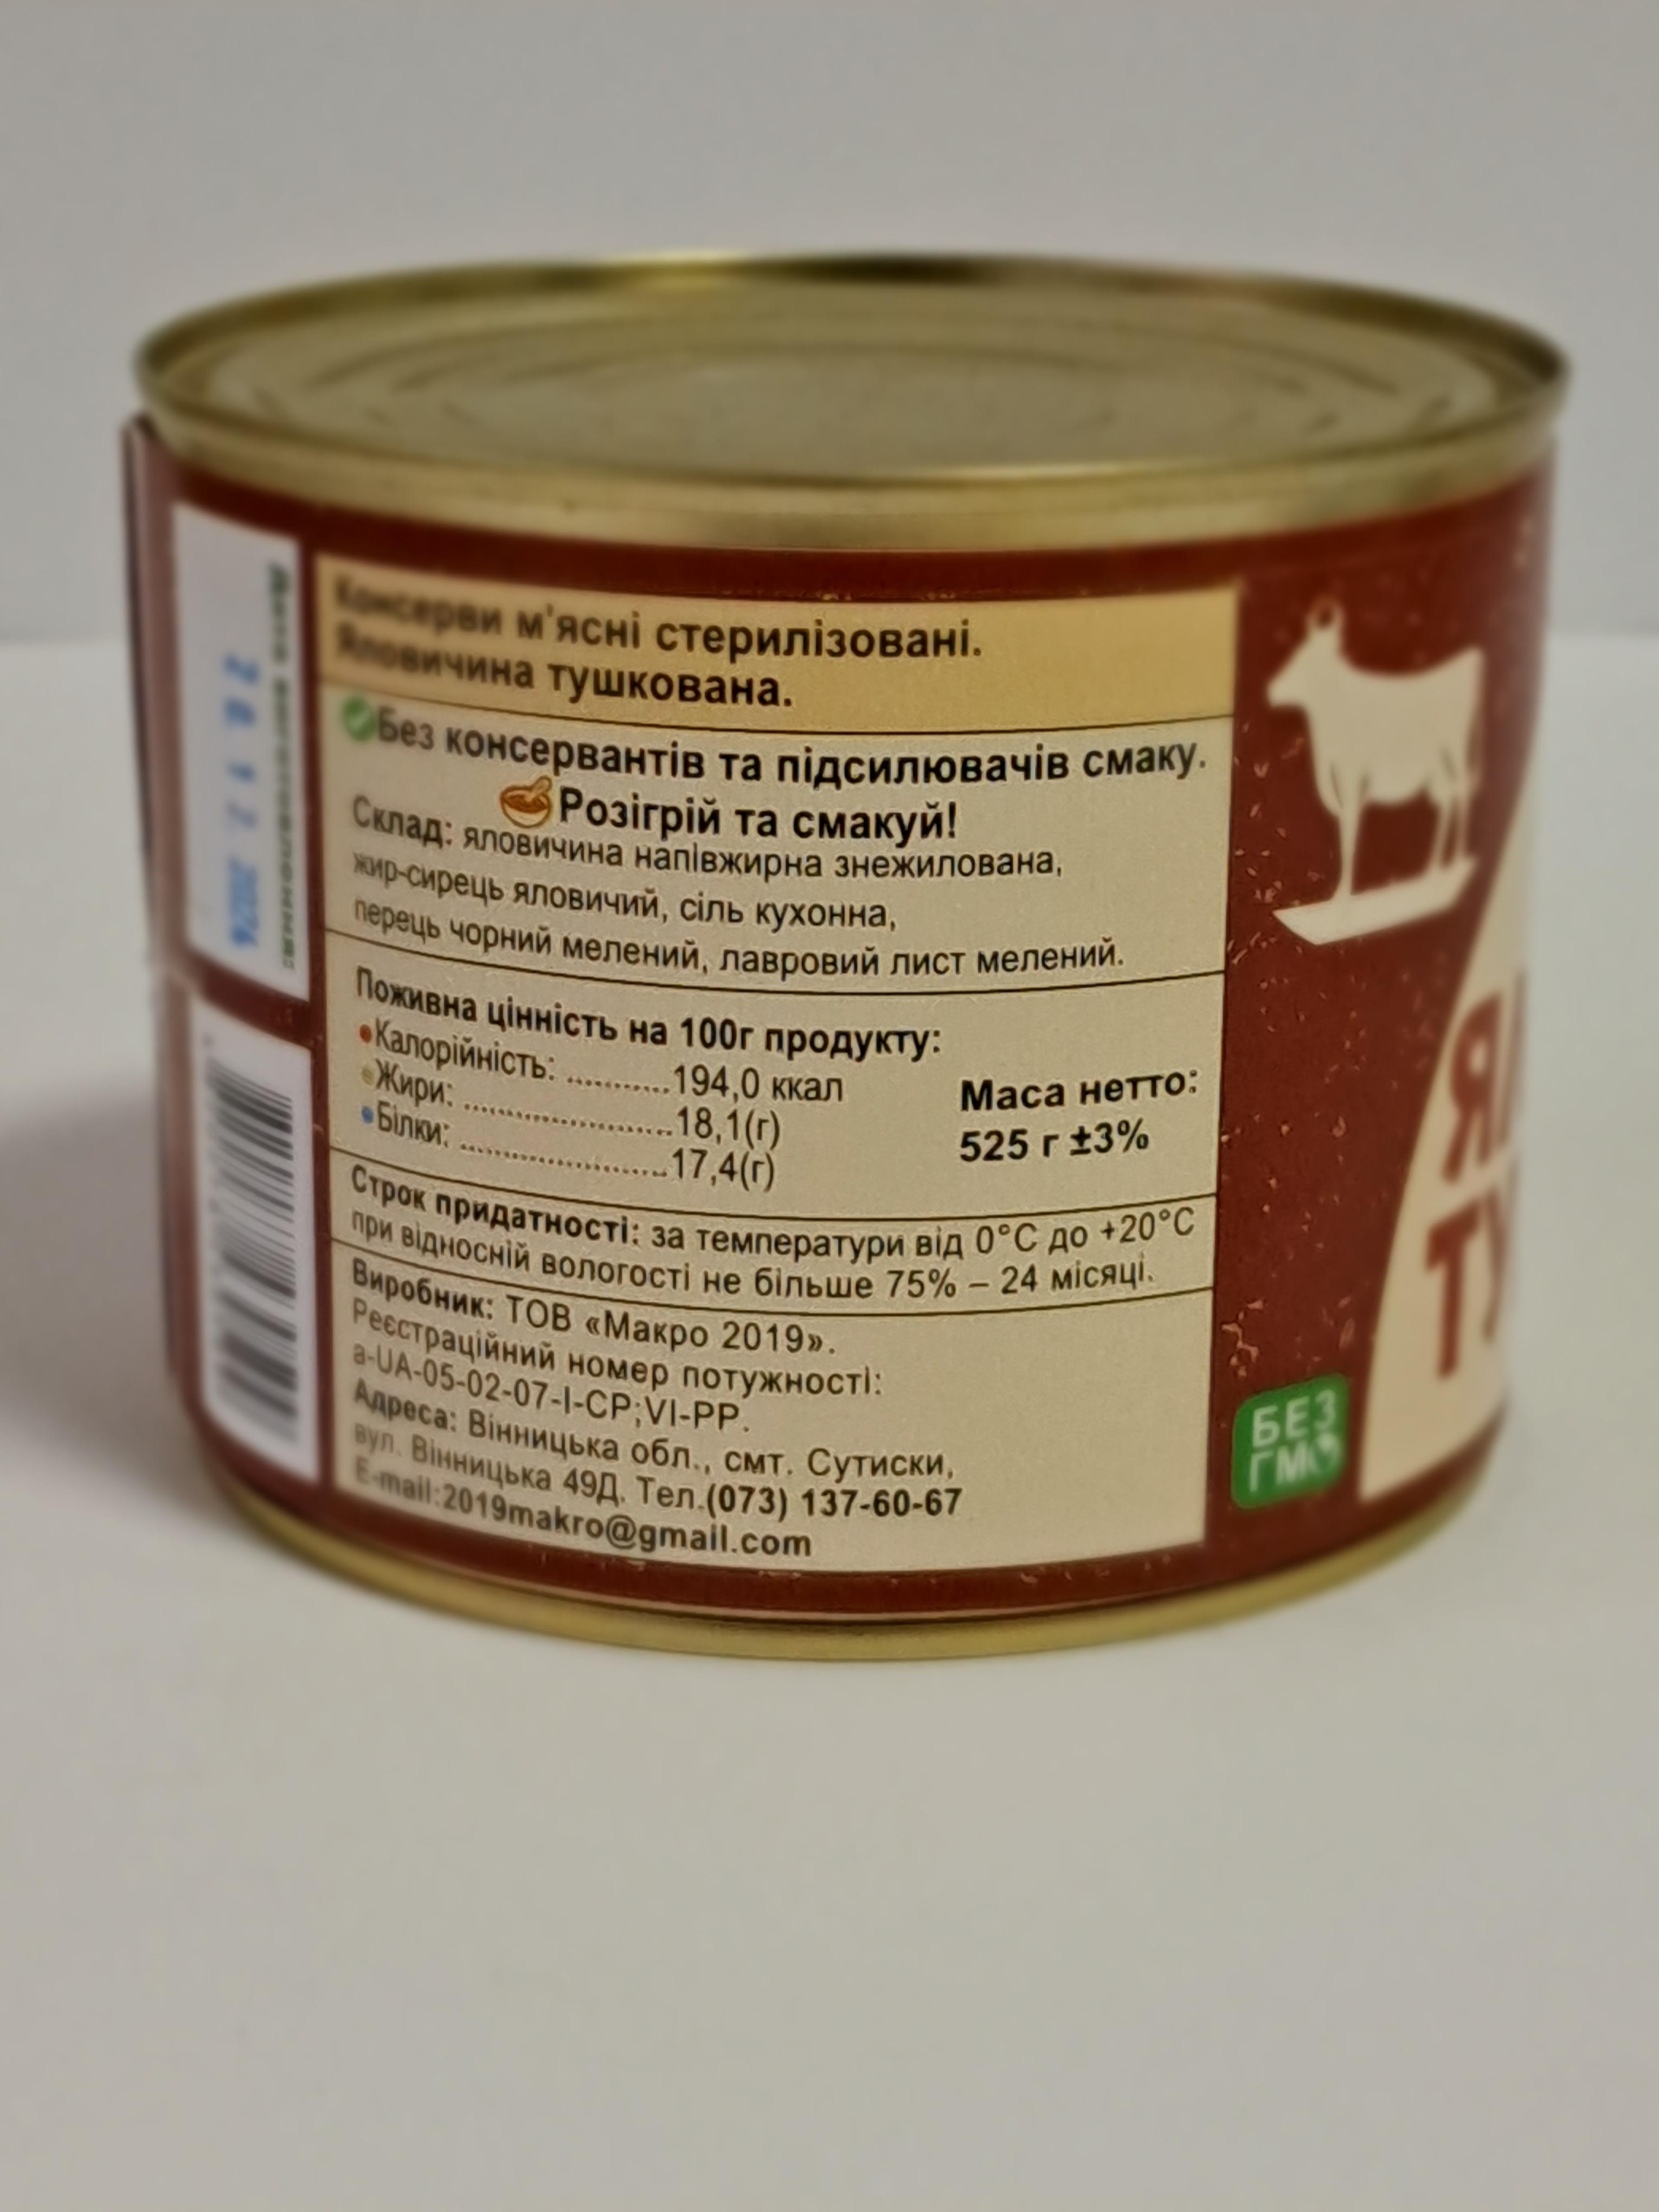 Консерви м'ясні стерилізовані.
Яловичина тушкована.
Без консервантів та підсилювачів смаку.
Розігрій та смакуй!
Склад: яловичина напівжирна знежилована,
жир-сирець яловичий, сіль кухонна,
перець чорний мелений, лавровий лист мелений.
Поживна цінність на 100г продукту:
•Калорійність: ...........194,0 ккал
•Жири: ......................18,1(г)
•Білки: ......................17,4(г)
Маса нетто:
525 г ±3%
Строк придатності: за температури від 0°C до +20°C
при відносній вологості не більше 75% – 24 місяці.
Виробник: ТОВ «Макро 2019».
Реєстраційний номер потужності:
a-UA-05-02-07-I-CP;VI-PP.
Адреса: Вінницька обл., смт. Сутиски,
вул. Вінницька 49Д. Тел.(073) 137-60-67
E-mail:2019makro@gmail.com
Дата виготовлення:
БЕЗ
ГМО